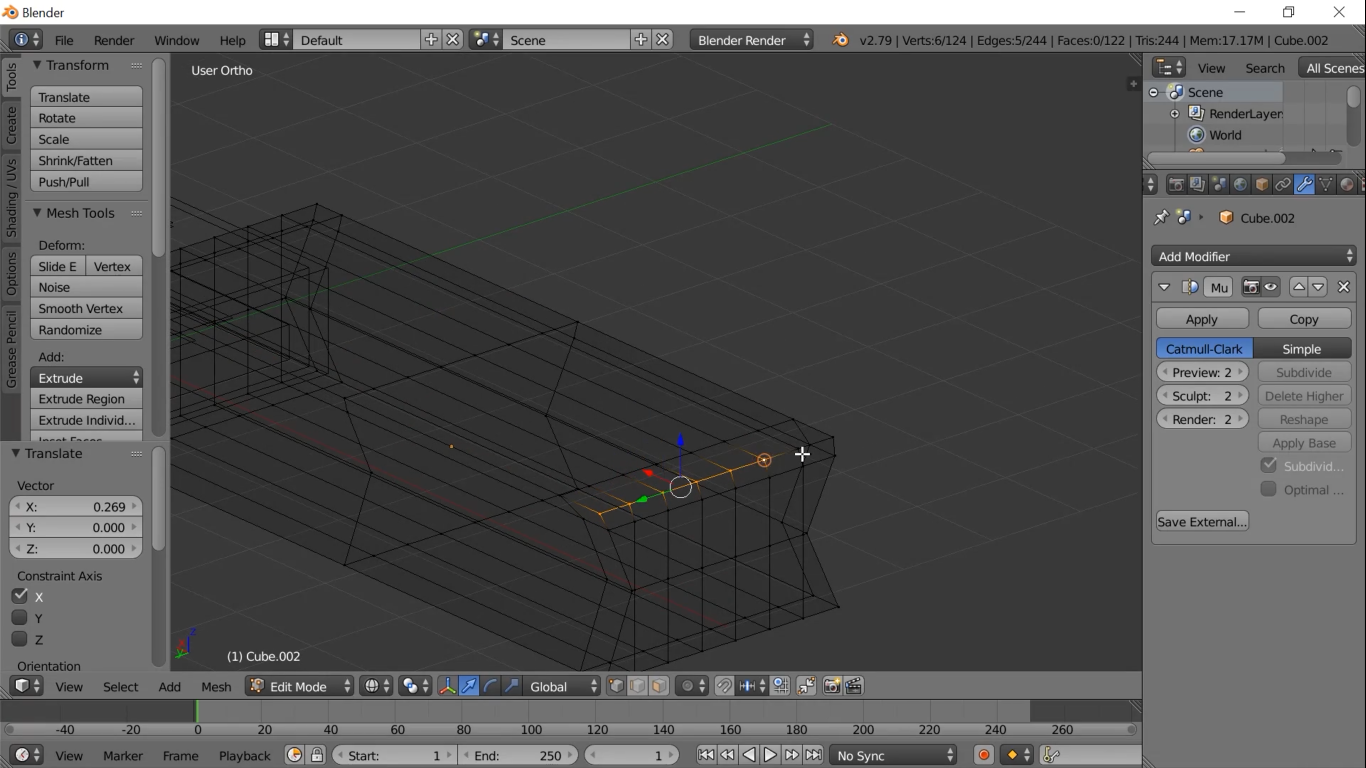 Blender
File Render Window Help Default Scene Blender Render v2.79 | Verts:6/124 | Edges:5/244 | Faces:0/122 | Tris:244 | Mem:17.17M | Cube.002
Tools
Create
Shading / UVs
Options
Grease Pencil
Transform
Translate
Rotate
Scale
Shrink/Fatten
Push/Pull
Mesh Tools
Deform:
Slide E Vertex
Noise
Smooth Vertex
Randomize
Add:
Extrude
Extrude Region
Extrude Individ...
Translate
Vector
X: 0.269
Y: 0.000
Z: 0.000
Constraint Axis
X
Y
Z
Orientation
User Ortho
(1) Cube.002
View Select Add Mesh Edit Mode Global
-40 -20 0 20 40 60 80 100 120 140 160 180 200 220 240 260
View Marker Frame Playback Start: 1 End: 250 1 No Sync
View Search All Scenes
Scene
RenderLayer
World
Cube.002
Add Modifier
Mu
Apply Copy
Catmull-Clark Simple
Preview: 2 Subdivide
Sculpt: 2 Delete Higher
Render: 2 Reshape
Apply Base
Subdivid...
Optimal ...
Save External...